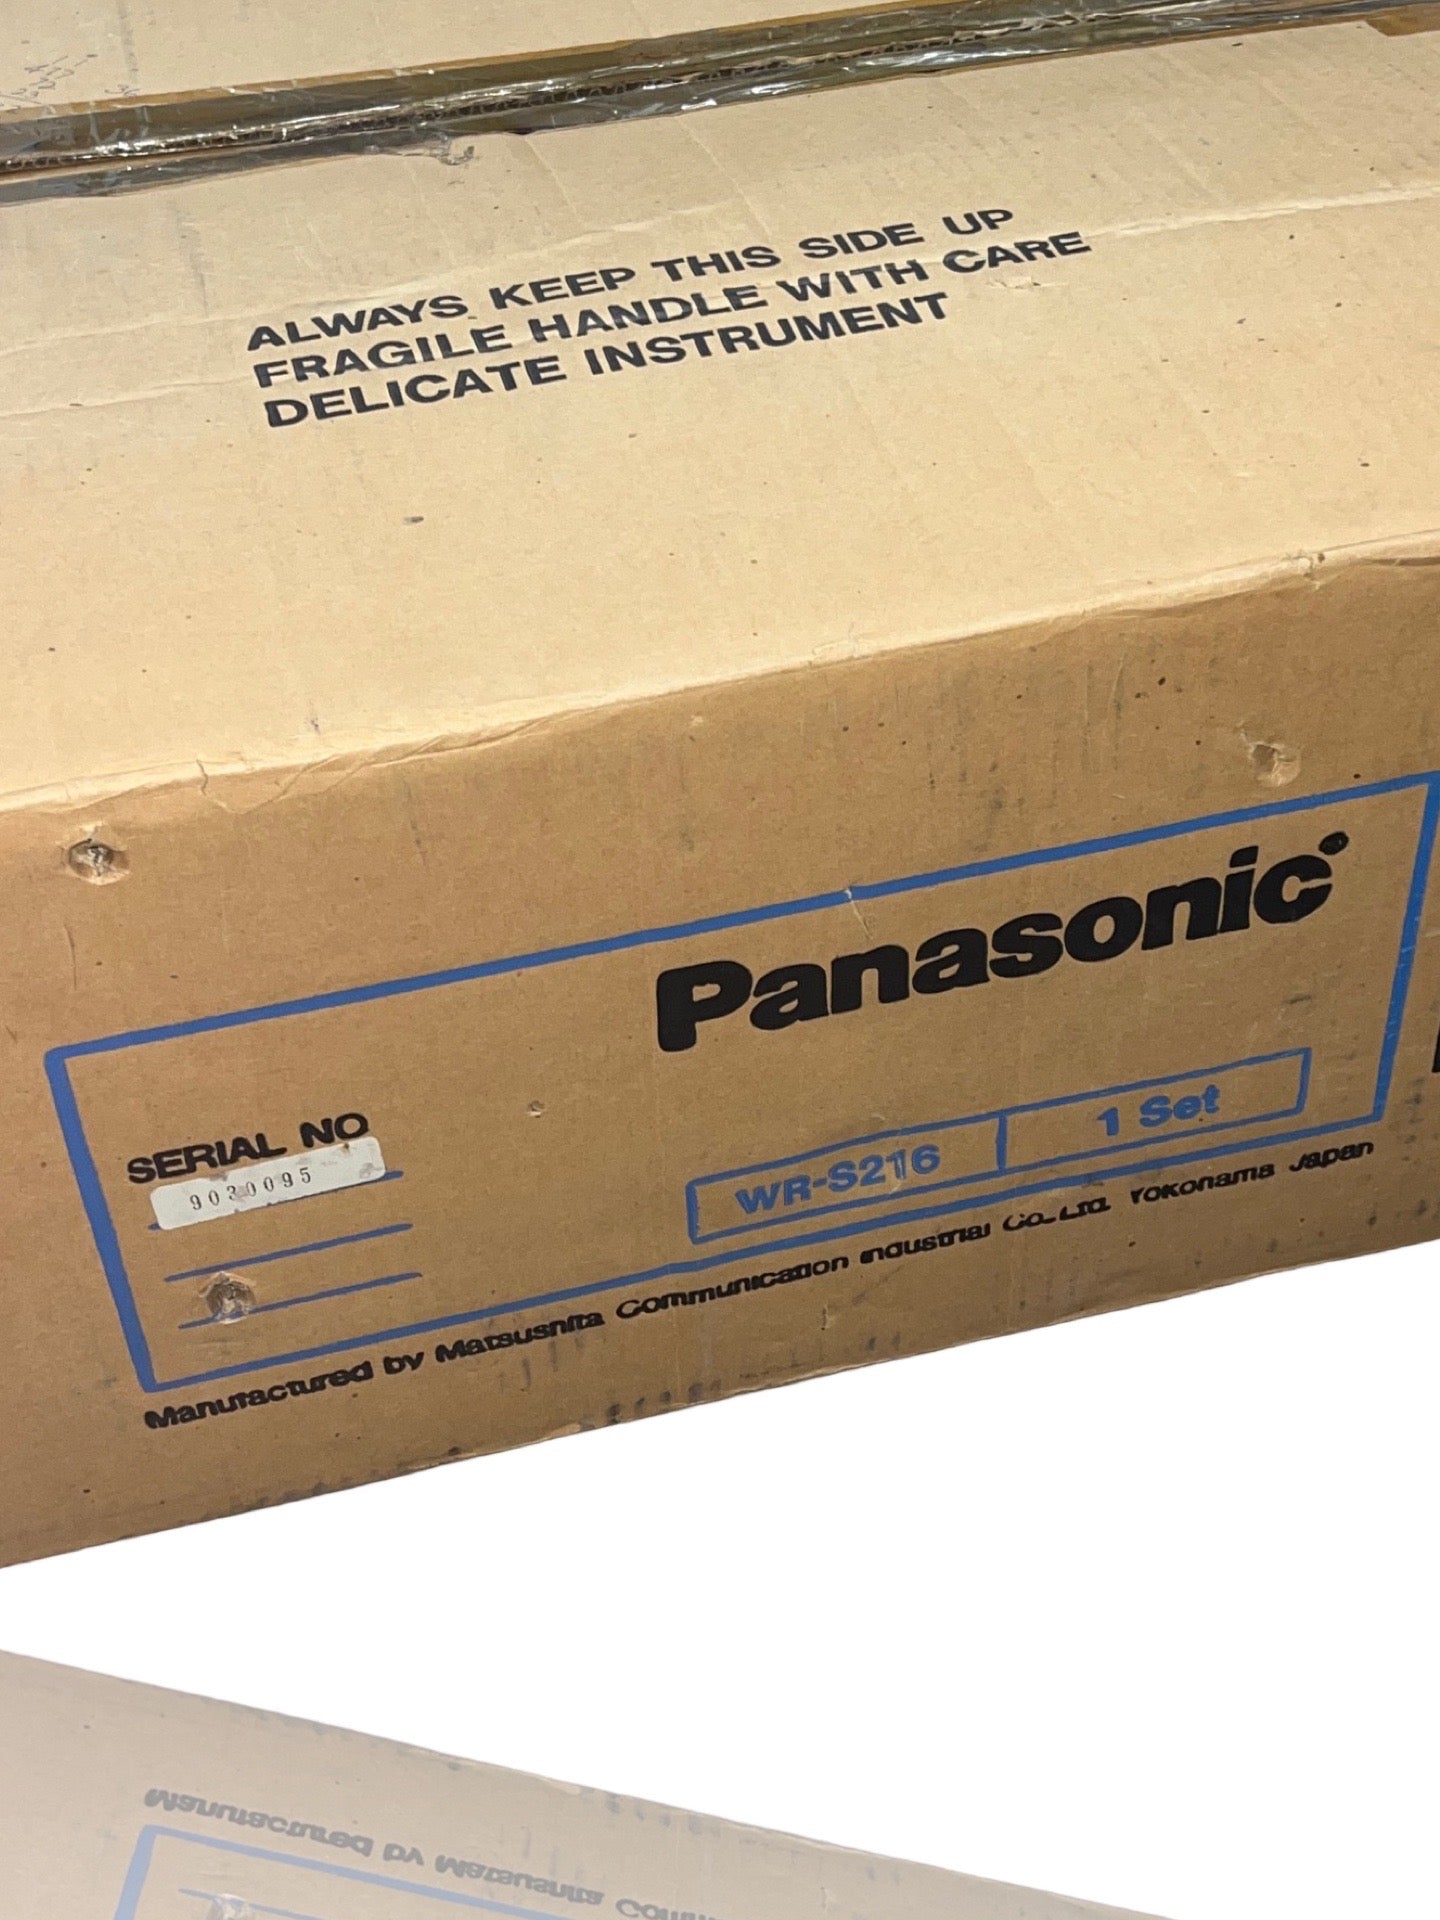 ALWAYS KEEP THIS SIDE UP
FRAGILE HANDLE WITH CARE
DELICATE INSTRUMENT
Panasonic
SERIAL NO
9030095
WR-S216 1 Set
Manufactured by Matsushita Communication Industrial Co., Ltd. Yokohama Japan